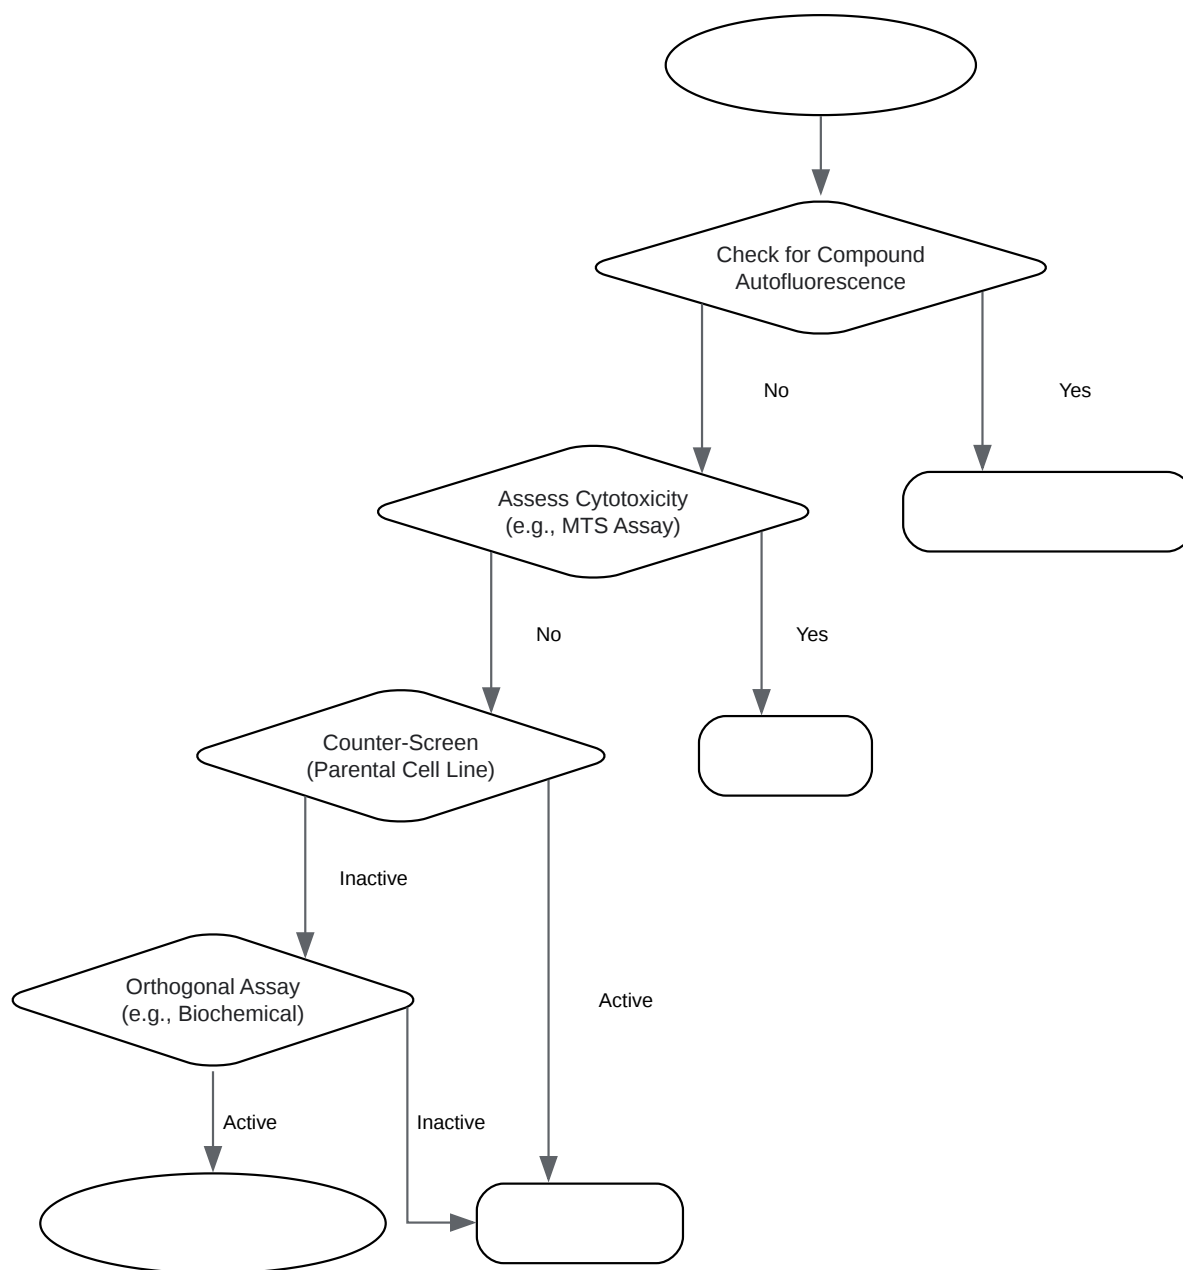 Check for Compound
Autofluorescence
No
Yes
Assess Cytotoxicity
(e.g., MTS Assay)
No
Yes
Counter-Screen
(Parental Cell Line)
Inactive
Orthogonal Assay
(e.g., Biochemical)
Active
Active
Inactive